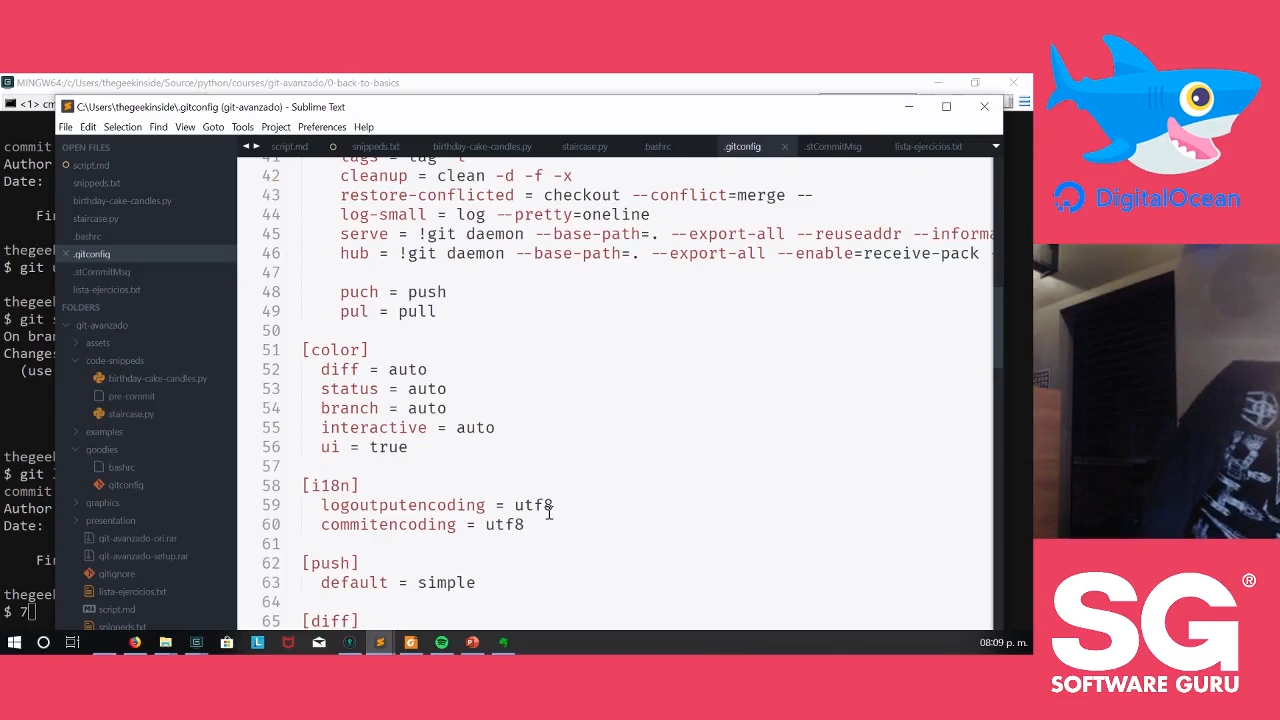 MINGW64:/c/Users/thegeekinside/Source/python/courses/git-avanzado/0-back-to-basics
<1>
C:\Users\thegeekinside\.gitconfig (git-avanzado) - Sublime Text
File Edit Selection Find View Goto Tools Project Preferences Help
OPEN FILES
script.md
snippeds.txt
birthday-cake-candles.py
staircase.py
.bashrc
.gitconfig
.stCommitMsg
lista-ejercicios.txt
FOLDERS
git-avanzado
assets
code-snippeds
birthday-cake-candles.py
pre-commit
staircase.py
examples
goodies
bashrc
gitconfig
graphics
presentation
git-avanzado-ori.rar
git-avanzado-setup.rar
gitignore
lista-ejercicios.txt
script.md
snippeds.txt
script.md snippeds.txt birthday-cake-candles.py staircase.py .bashrc .gitconfig .stCommitMsg lista-ejercicios.txt
41 tags = tag -l
42 cleanup = clean -d -f -x
43 restore-conflicted = checkout --conflict=merge --
44 log-small = log --pretty=oneline
45 serve = !git daemon --base-path=. --export-all --reuseaddr --informa
46 hub = !git daemon --base-path=. --export-all --enable=receive-pack
47
48 puch = push
49 pul = pull
50
51 [color]
52 diff = auto
53 status = auto
54 branch = auto
55 interactive = auto
56 ui = true
57
58 [i18n]
59 logoutputencoding = utf8
60 commitencoding = utf8
61
62 [push]
63 default = simple
64
65 [diff]
commit
Author
Date:
Fin
thegee
$ git
thegee
$ git s
On bran
Changes
(use
thegee
$ git
commit
Author
Date:
Fin
thegee
$ 7
08:09 p. m.
DigitalOcean
SG®
SOFTWARE GURU